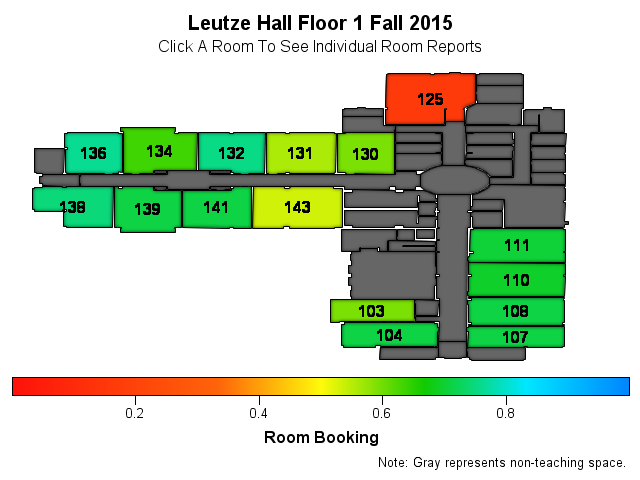 Leutze Hall Floor 1 Fall 2015
Click A Room To See Individual Room Reports
125
136 134 132 131 130
138 139 141 143
111
110
103 108
104 107
0.2 0.4 0.6 0.8
Room Booking
Note: Gray represents non-teaching space.